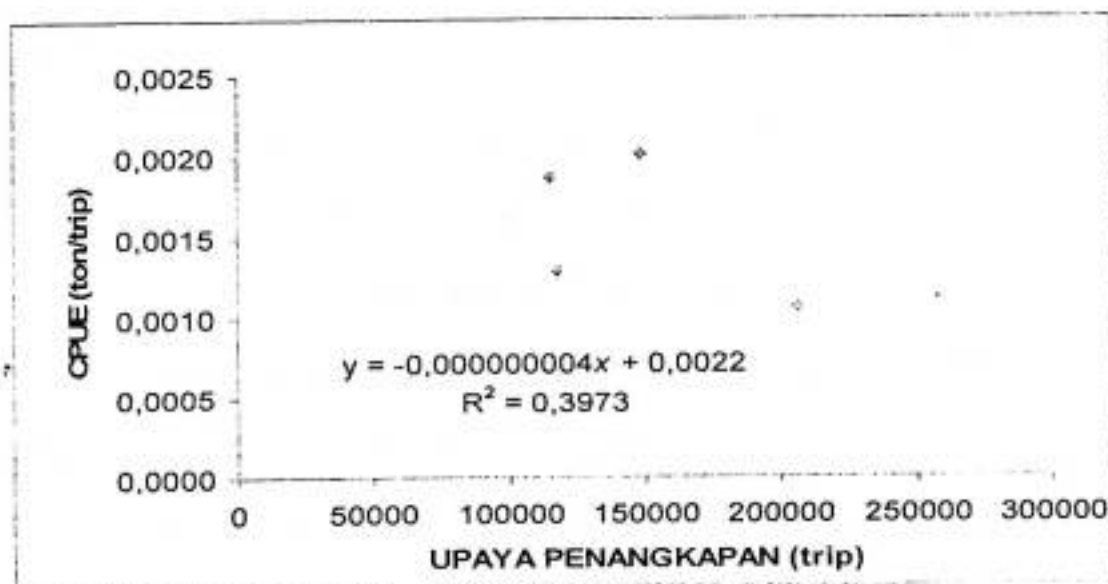 0,0025
0,0020
0,0015
0,0010
0,0005
0,0000
CPUE (ton/trip)
y = -0,000000004x + 0,0022
R² = 0,3973
0 50000 100000 150000 200000 250000 300000
UPAYA PENANGKAPAN (trip)